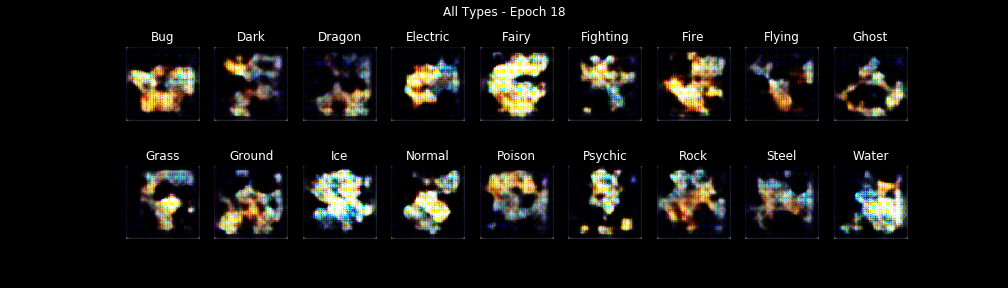 All Types - Epoch 18
Bug Dark Dragon Electric Fairy Fighting Fire Flying Ghost
Grass Ground Ice Normal Poison Psychic Rock Steel Water